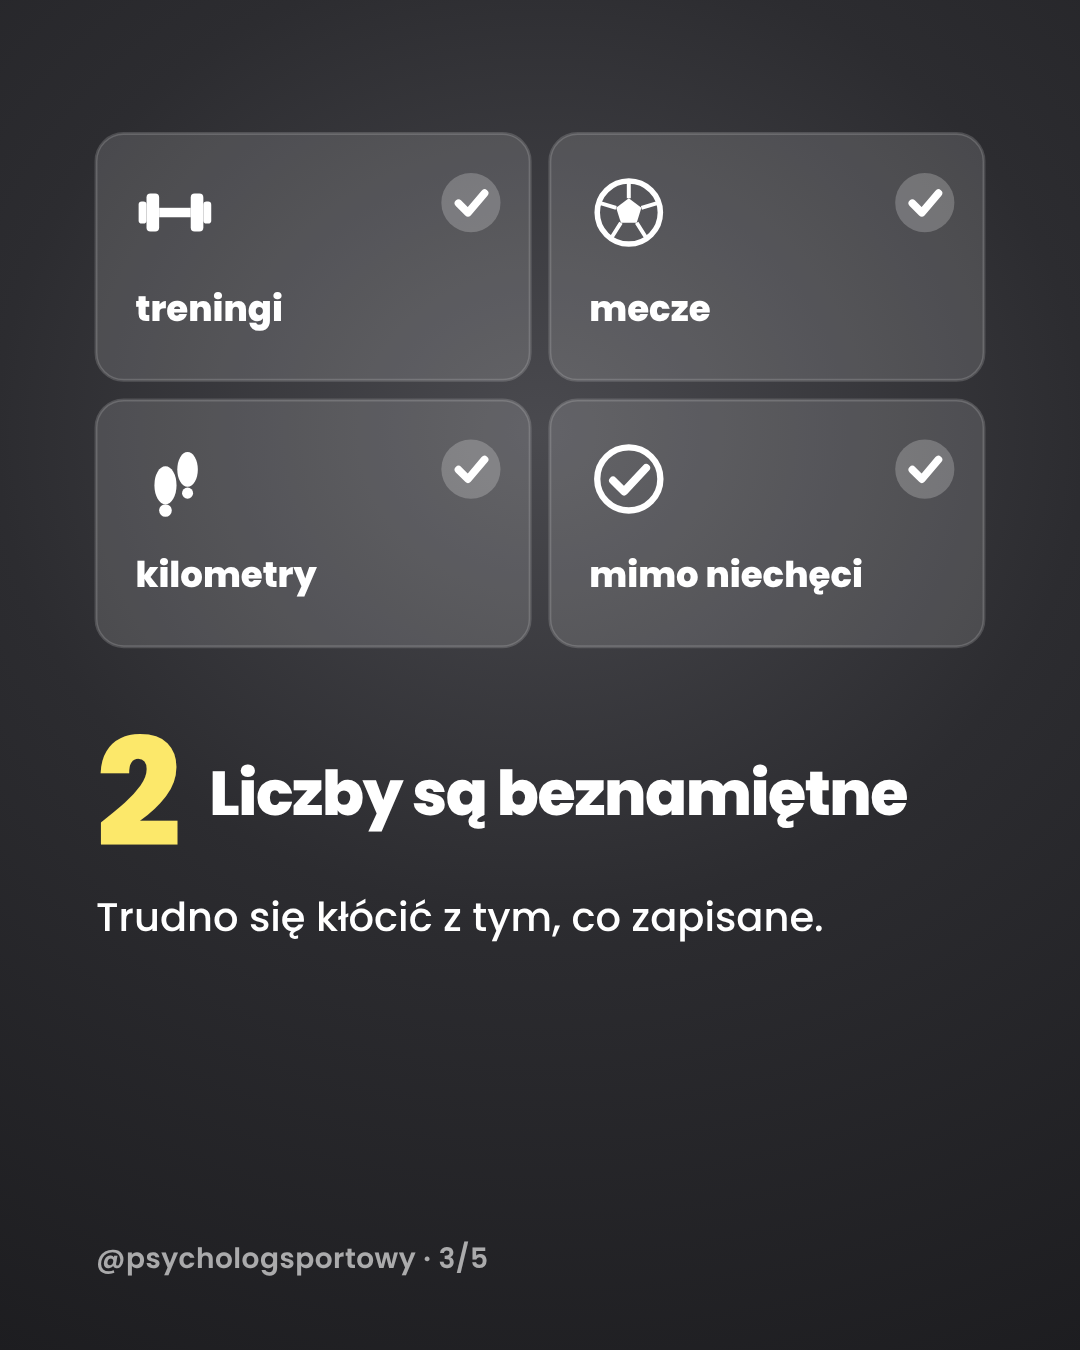 treningi
mecze
kilometry
mimo niechęci
2 Liczby są beznamiętne
Trudno się kłócić z tym, co zapisane.
@psychologsportowy · 3/5